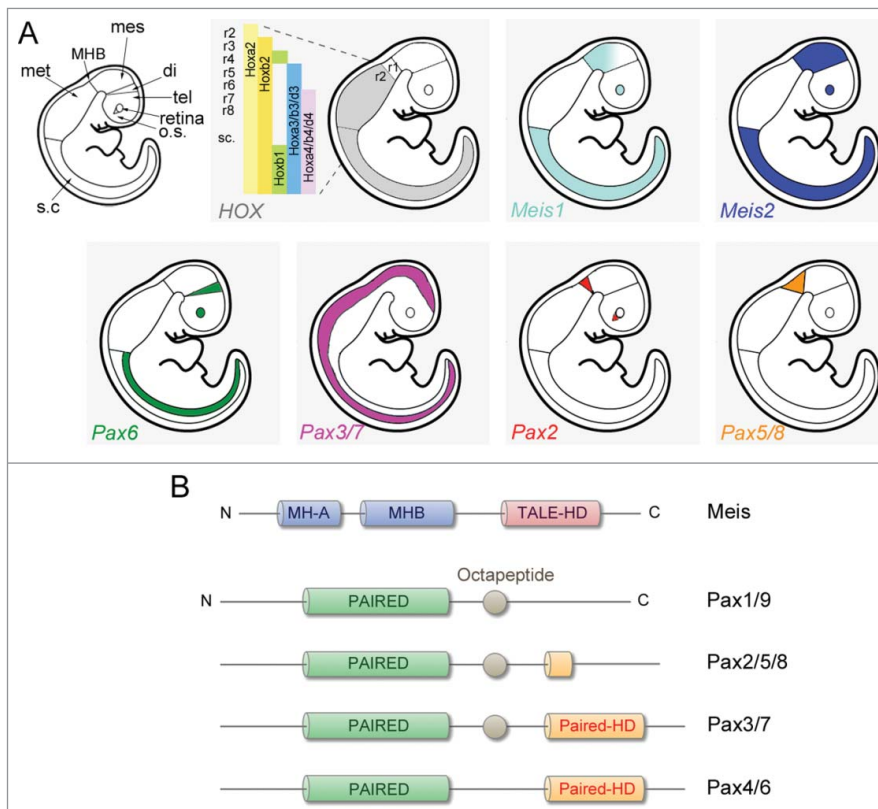 A
mes
MHB
met
di
tel
retina
o.s.
s.c
r2
r3
r4
r5
r6
r7
r8
sc.
Hoxa2
Hoxb2
Hoxb1
Hoxa3/b3/d3
Hoxa4/b4/d4
r2
r1
HOX
Meis1
Meis2
Pax6
Pax3/7
Pax2
Pax5/8
B
N MH-A MHB TALE-HD C Meis
Octapeptide
N PAIRED C Pax1/9
PAIRED Pax2/5/8
PAIRED Paired-HD Pax3/7
PAIRED Paired-HD Pax4/6